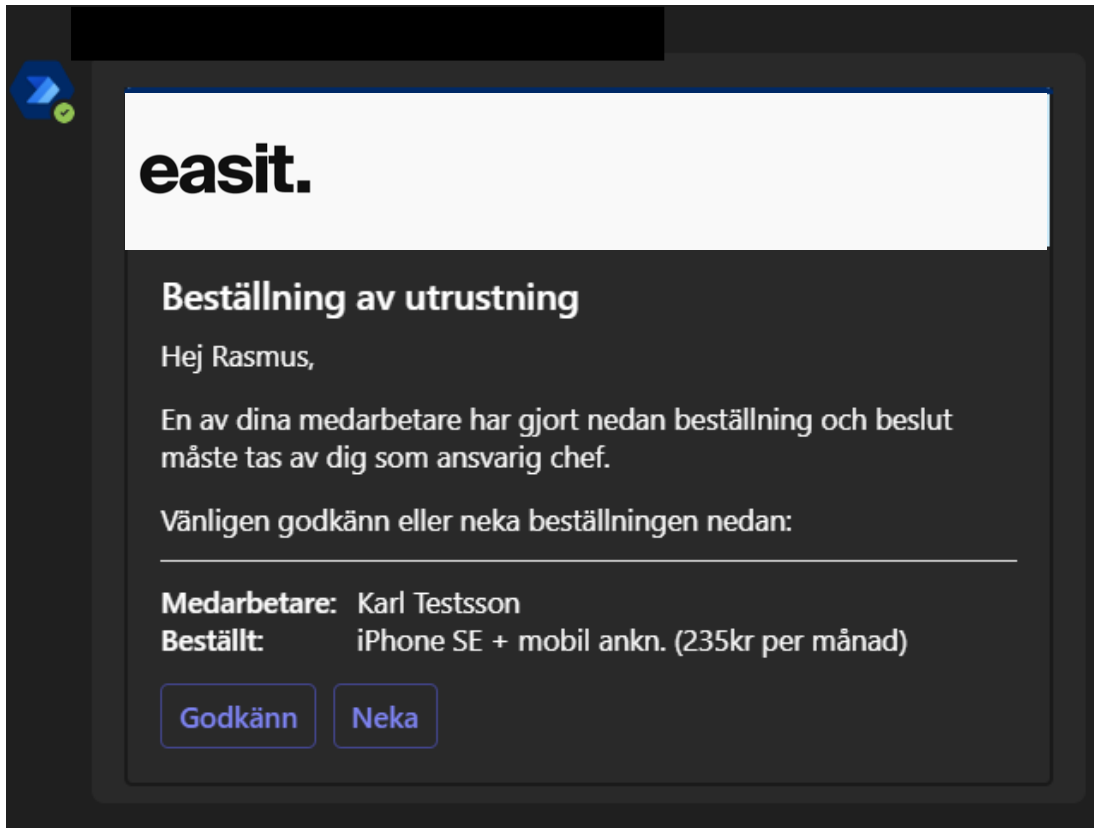 easit.
Beställning av utrustning
Hej Rasmus,
En av dina medarbetare har gjort nedan beställning och beslut
måste tas av dig som ansvarig chef.
Vänligen godkänn eller neka beställningen nedan:
Medarbetare: Karl Testsson
Beställt: iPhone SE + mobil ankn. (235kr per månad)
Godkänn Neka